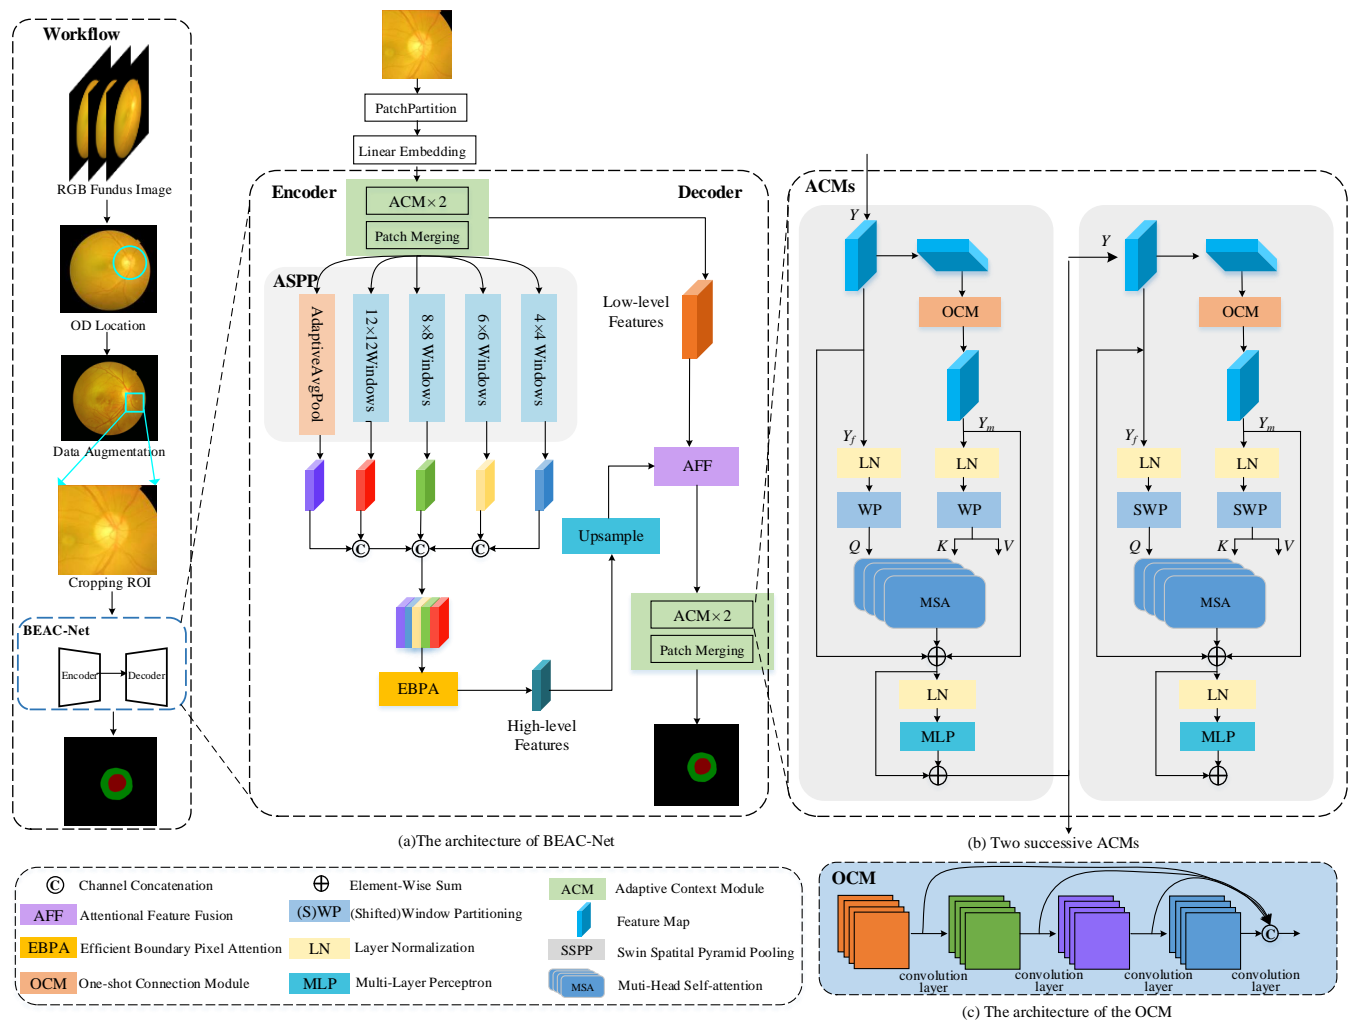 Workflow
RGB Fundus Image
OD Location
Data Augmentation
Cropping ROI
BEAC-Net
Encoder
Decoder
PatchPartition
Linear Embedding
Encoder
Decoder
ACM×2
Patch Merging
ASPP
AdaptiveAvgPool
12×12Windows
8×8 Windows
6×6 Windows
4×4 Windows
C
C
C
EBPA
High-level
Features
Low-level
Features
AFF
Upsample
ACM×2
Patch Merging
(a)The architecture of BEAC-Net
ACMs
Y
OCM
Y_m
Y_f
LN
LN
WP
WP
Q
K
V
MSA
LN
MLP
Y
OCM
Y_m
Y_f
LN
LN
SWP
SWP
Q
K
V
MSA
LN
MLP
(b) Two successive ACMs
C Channel Concatenation
Element-Wise Sum
ACM Adaptive Context Module
AFF Attentional Feature Fusion
(S)WP (Shifted)Window Partitioning
Feature Map
EBPA Efficient Boundary Pixel Attention
LN Layer Normalization
SSPP Swin Spatial Pyramid Pooling
OCM One-shot Connection Module
MLP Multi-Layer Perceptron
MSA Muti-Head Self-attention
OCM
C
convolution
layer
convolution
layer
convolution
layer
convolution
layer
(c) The architecture of the OCM